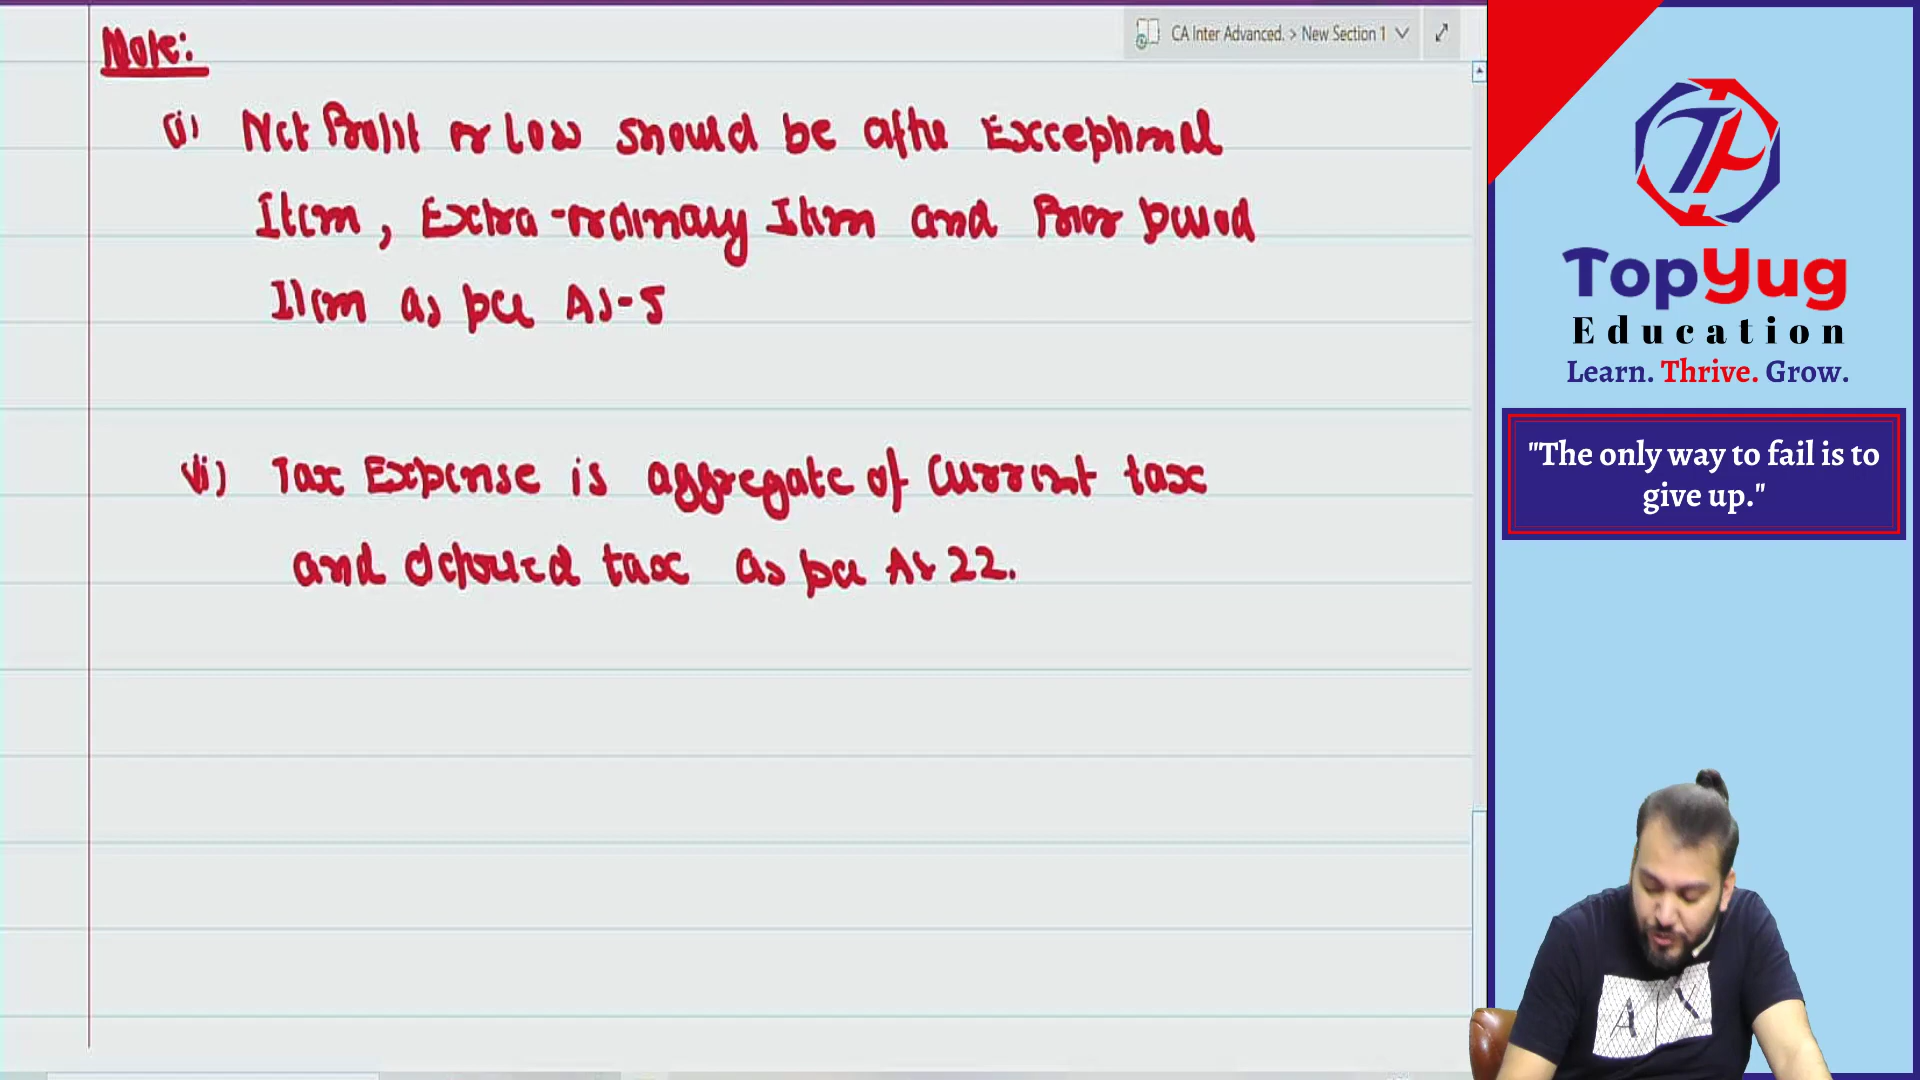 Note:
CA Inter Advanced. > New Section 1
(i) Net Profit or Loss should be after Exceptional
Item, Extra-ordinary Item and Prior period
Item as per AS-5
(ii) Tax Expense is aggregate of Current tax
and deferred tax as per AS 22.
TopYug
Education
Learn. Thrive. Grow.
"The only way to fail is to
give up."
A X